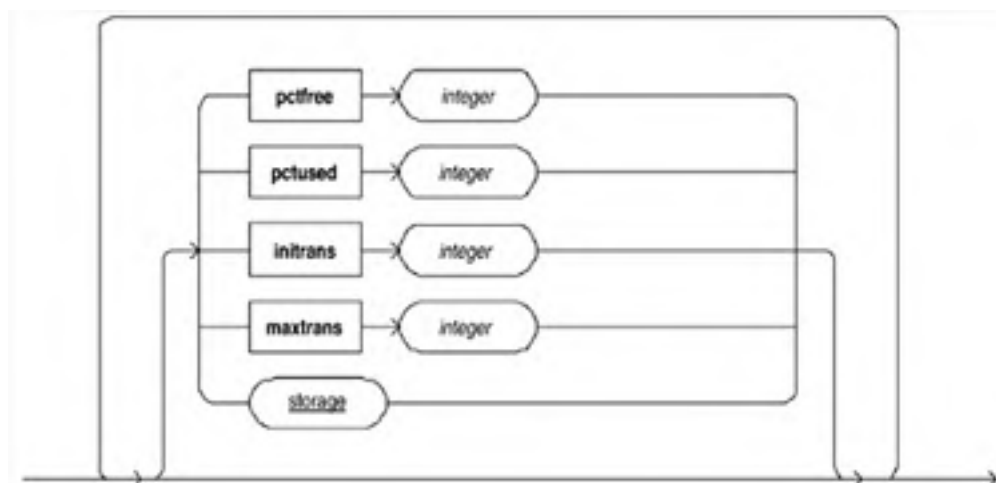 pctfree integer
pctused integer
initrans integer
maxtrans integer
storage